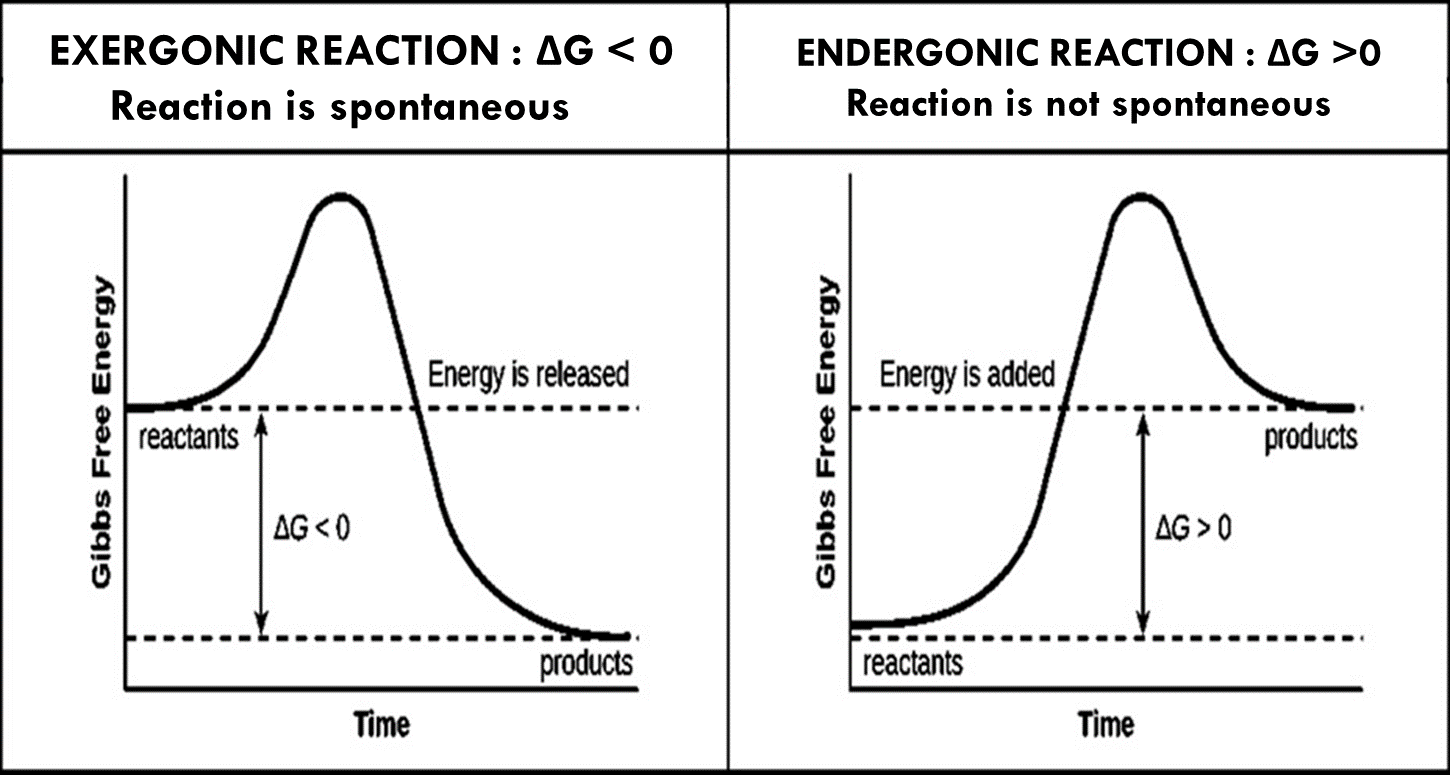 EXERGONIC REACTION : ΔG < 0
Reaction is spontaneous
Gibbs Free Energy
Energy is released
reactants
ΔG < 0
products
Time
ENDERGONIC REACTION : ΔG >0
Reaction is not spontaneous
Gibbs Free Energy
Energy is added
products
ΔG > 0
reactants
Time